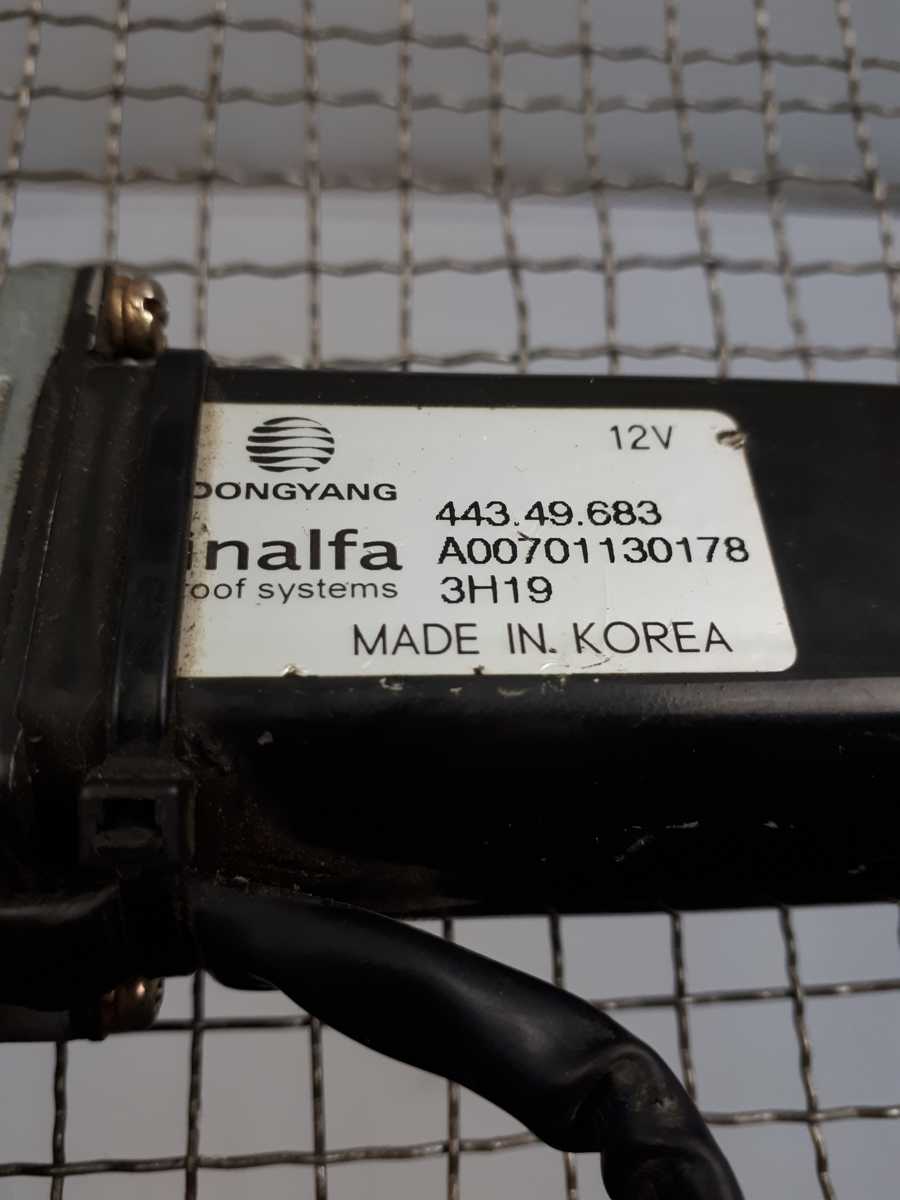 12V
DONGYANG
443.49.683
inalfa
A00701130178
roof systems
3H19
MADE IN. KOREA